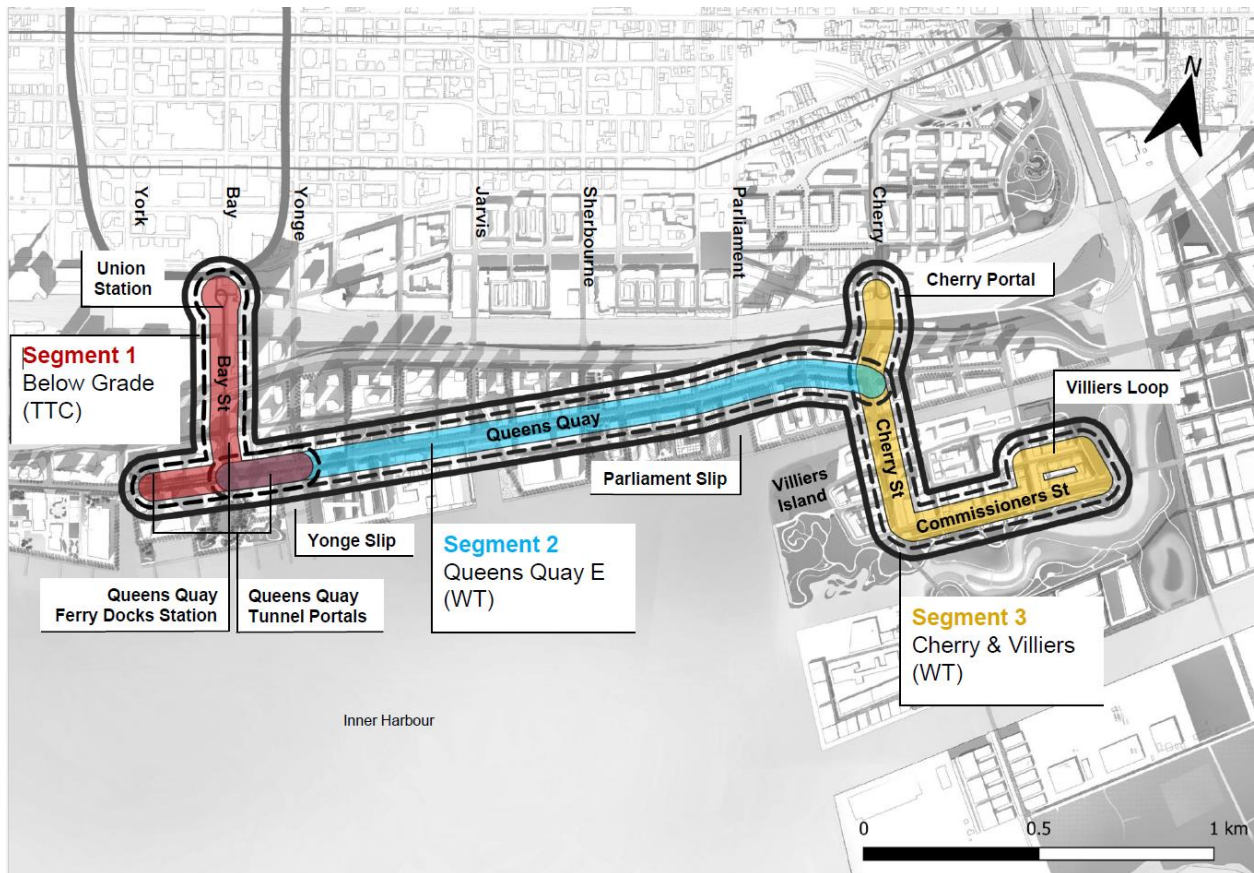 N
York
Bay
Yonge
Jarvis
Sherbourne
Parliament
Cherry
Union
Station
Cherry Portal
Segment 1
Below Grade
(TTC)
Bay St
Villiers Loop
Queens Quay
Cherry St
Parliament Slip
Villiers
Island
Commissioners St
Yonge Slip
Segment 2
Queens Quay E
(WT)
Queens Quay
Ferry Docks Station
Queens Quay
Tunnel Portals
Segment 3
Cherry & Villiers
(WT)
Inner Harbour
0
0.5
1 km